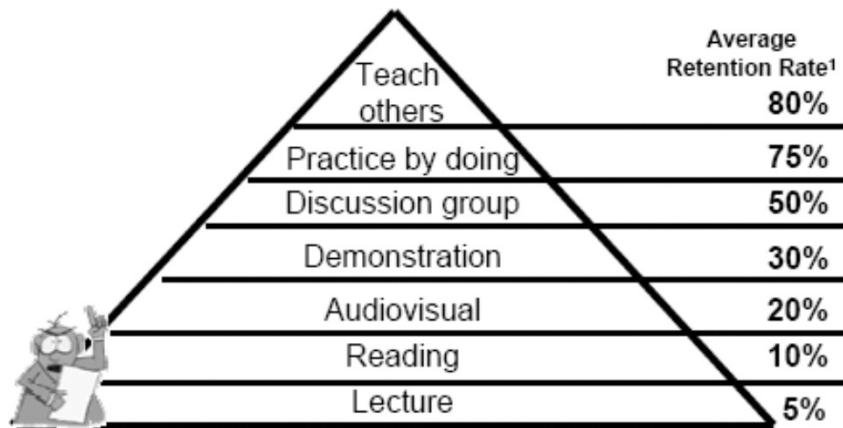 Average
Retention Rate¹
Teach
others 80%
Practice by doing 75%
Discussion group 50%
Demonstration 30%
Audiovisual 20%
Reading 10%
Lecture 5%